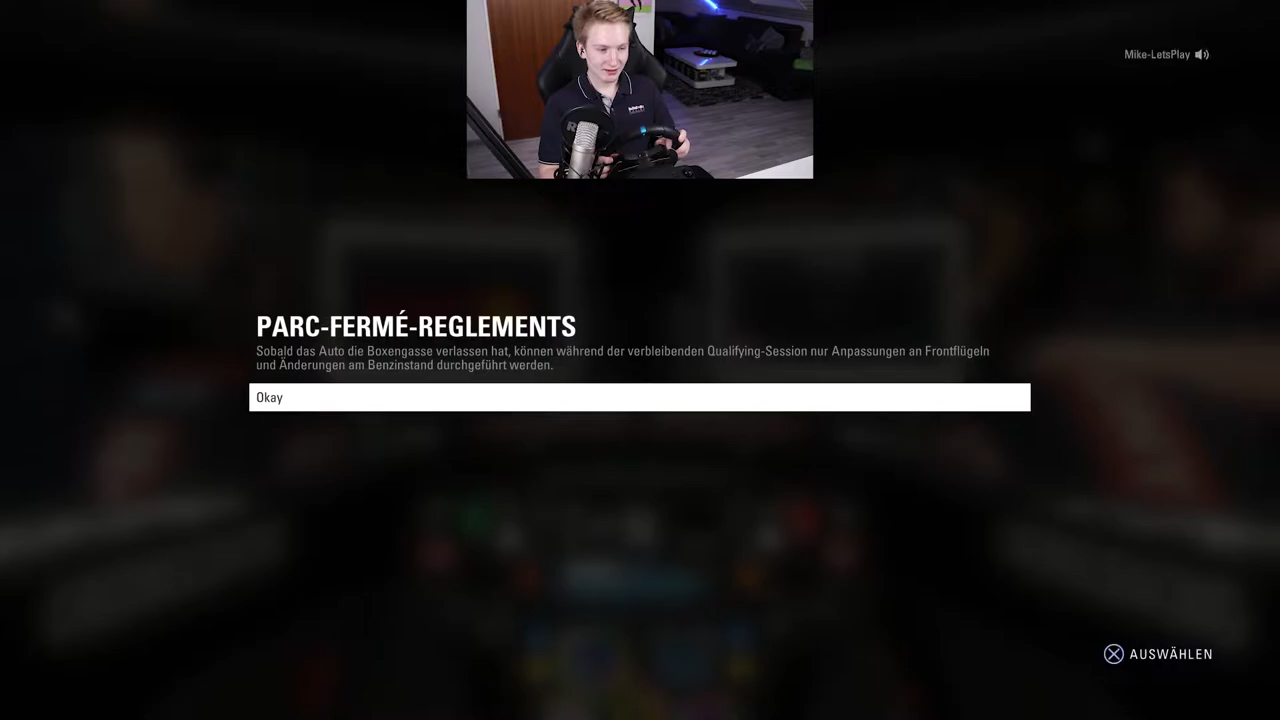 Mike-LetsPlay
PARC-FERMÉ-REGLEMENTS
Sobald das Auto die Boxengasse verlassen hat, können während der verbleibenden Qualifying-Session nur Anpassungen an Frontflügeln
und Änderungen am Benzinstand durchgeführt werden.
Okay
AUSWÄHLEN